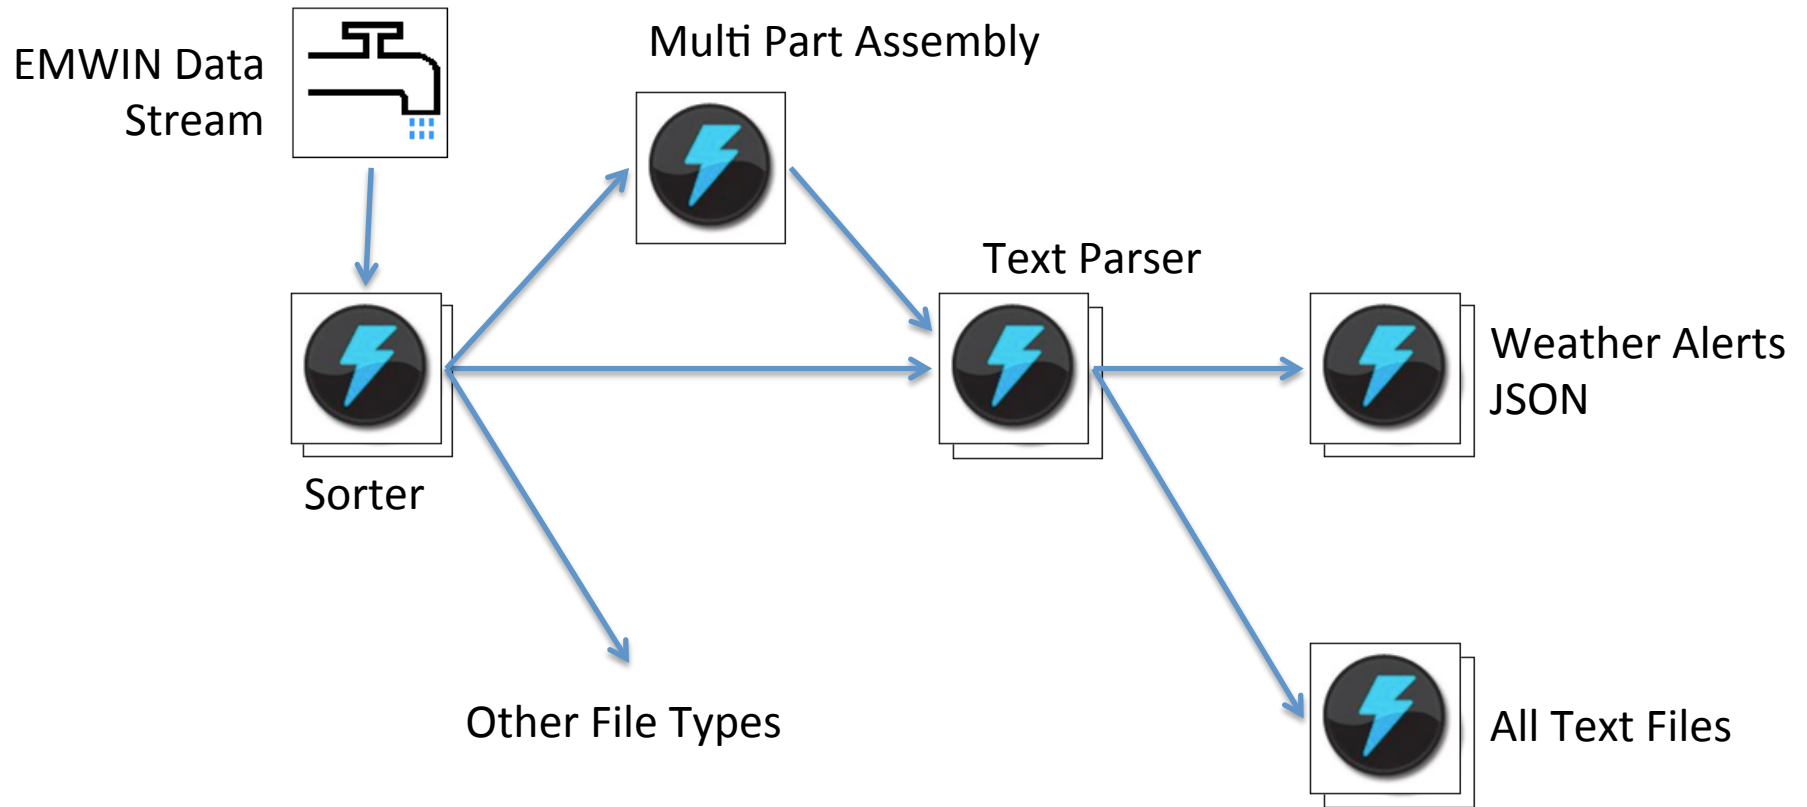 EMWIN Data
Stream
Multi Part Assembly
Text Parser
Weather Alerts
JSON
Sorter
Other File Types
All Text Files